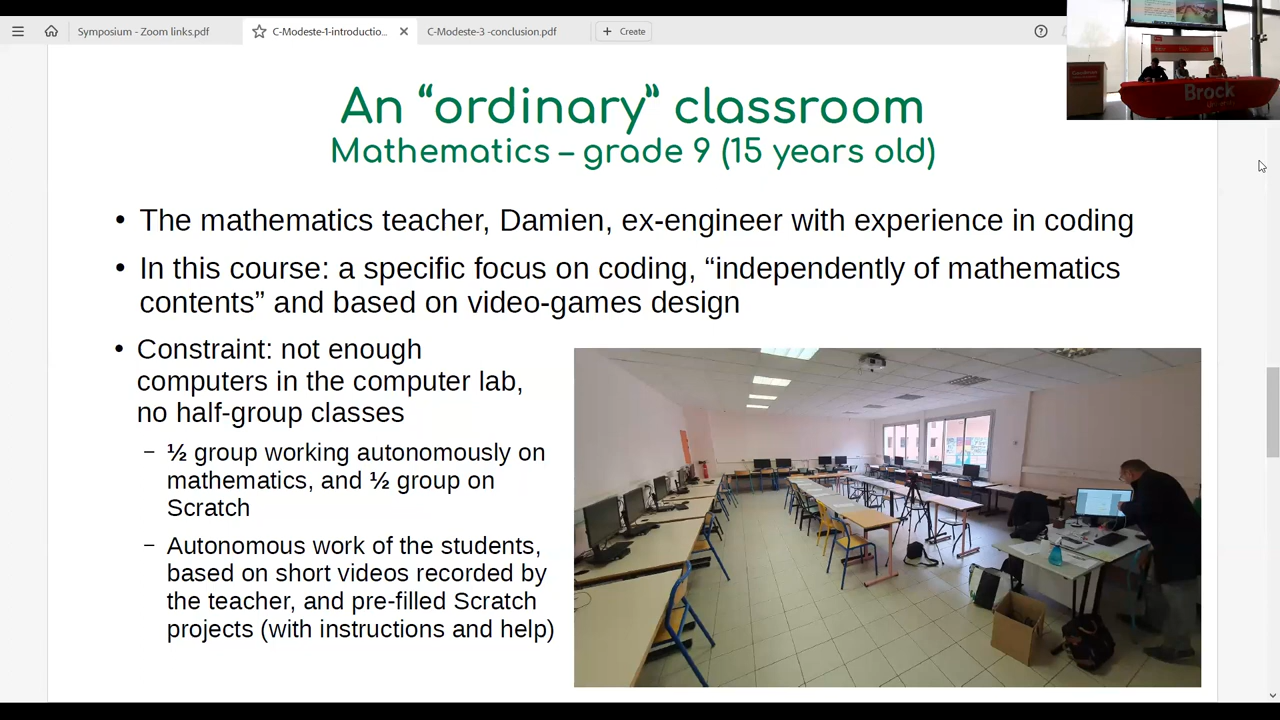 Symposium - Zoom links.pdf
C-Modeste-1-introductio...
C-Modeste-3 -conclusion.pdf
+ Create
Brock
An “ordinary” classroom
Mathematics – grade 9 (15 years old)
• The mathematics teacher, Damien, ex-engineer with experience in coding
• In this course: a specific focus on coding, “independently of mathematics
contents” and based on video-games design
• Constraint: not enough
computers in the computer lab,
no half-group classes
– ½ group working autonomously on
mathematics, and ½ group on
Scratch
– Autonomous work of the students,
based on short videos recorded by
the teacher, and pre-filled Scratch
projects (with instructions and help)